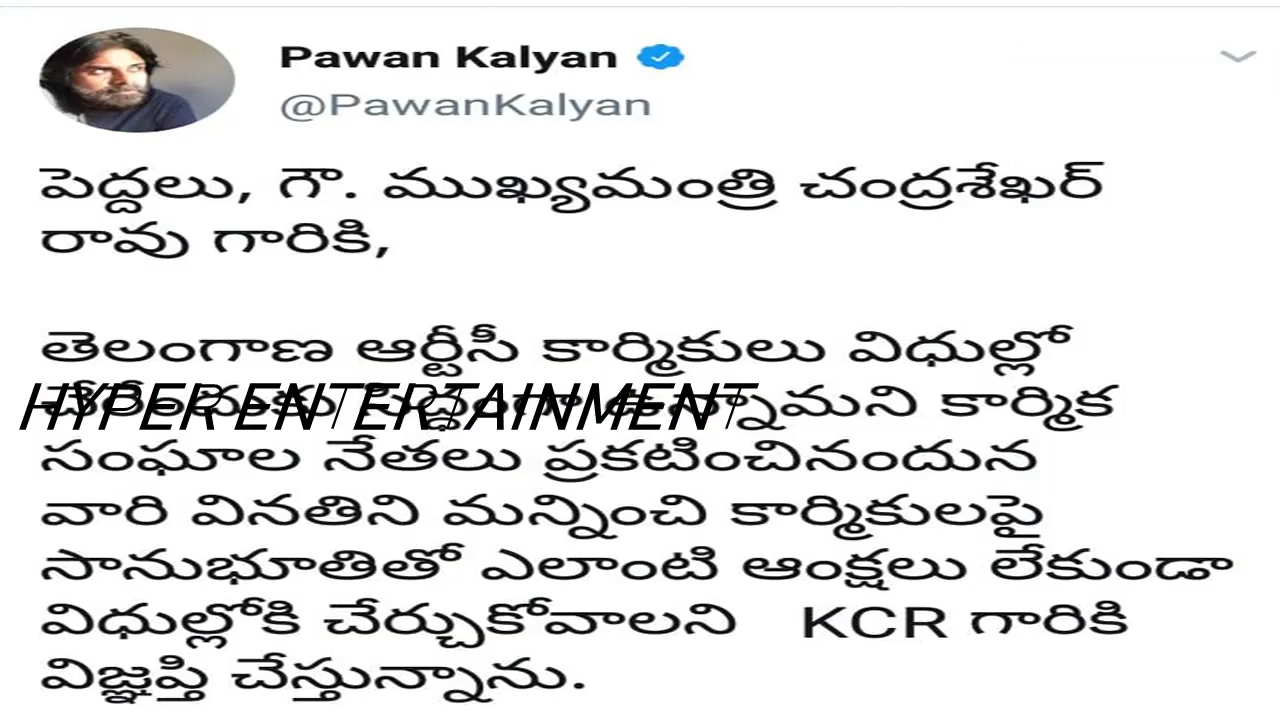 Pawan Kalyan
@PawanKalyan
పెద్దలు, గౌ. ముఖ్యమంత్రి చంద్రశేఖర్
రావు గారికి,
తెలంగాణ ఆర్టీసీ కార్మికులు విధుల్లో
చేరేందుకు సిద్ధంగా ఉన్నామని కార్మిక
HYPER ENTERTAINMENT
సంఘాల నేతలు ప్రకటించినందున
వారి వినతిని మన్నించి కార్మికులపై
సానుభూతితో ఎలాంటి ఆంక్షలు లేకుండా
విధుల్లోకి చేర్చుకోవాలని KCR గారికి
విజ్ఞప్తి చేస్తున్నాను.